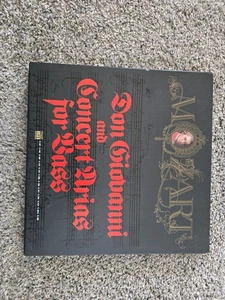 MOZART
Don Giovanni
and
Concert Arias
for Bass